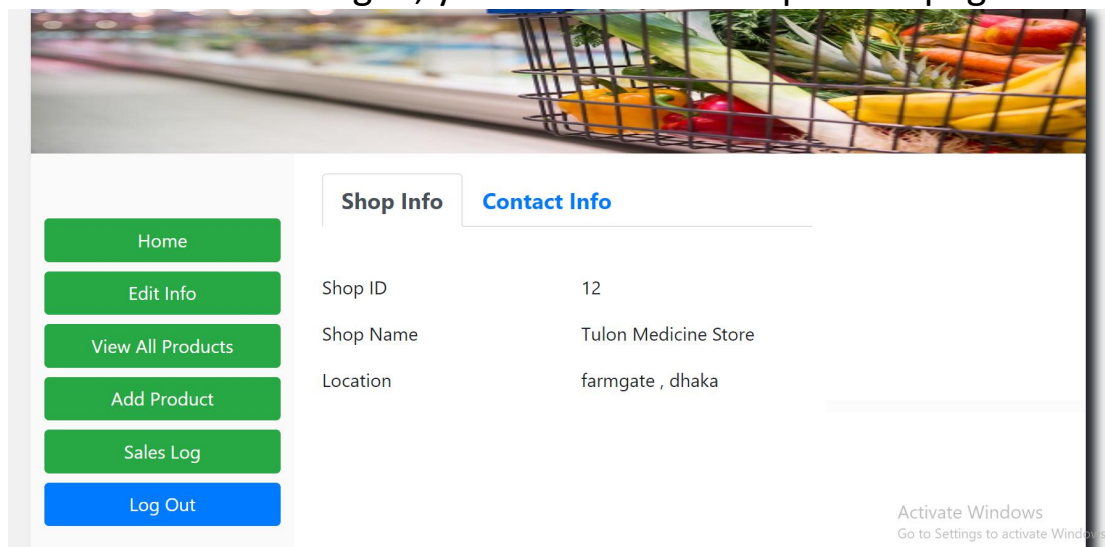 Shop Info Contact Info
Home
Edit Info
View All Products
Add Product
Sales Log
Log Out
Shop ID 12
Shop Name Tulon Medicine Store
Location farmgate , dhaka
Activate Windows
Go to Settings to activate Windows